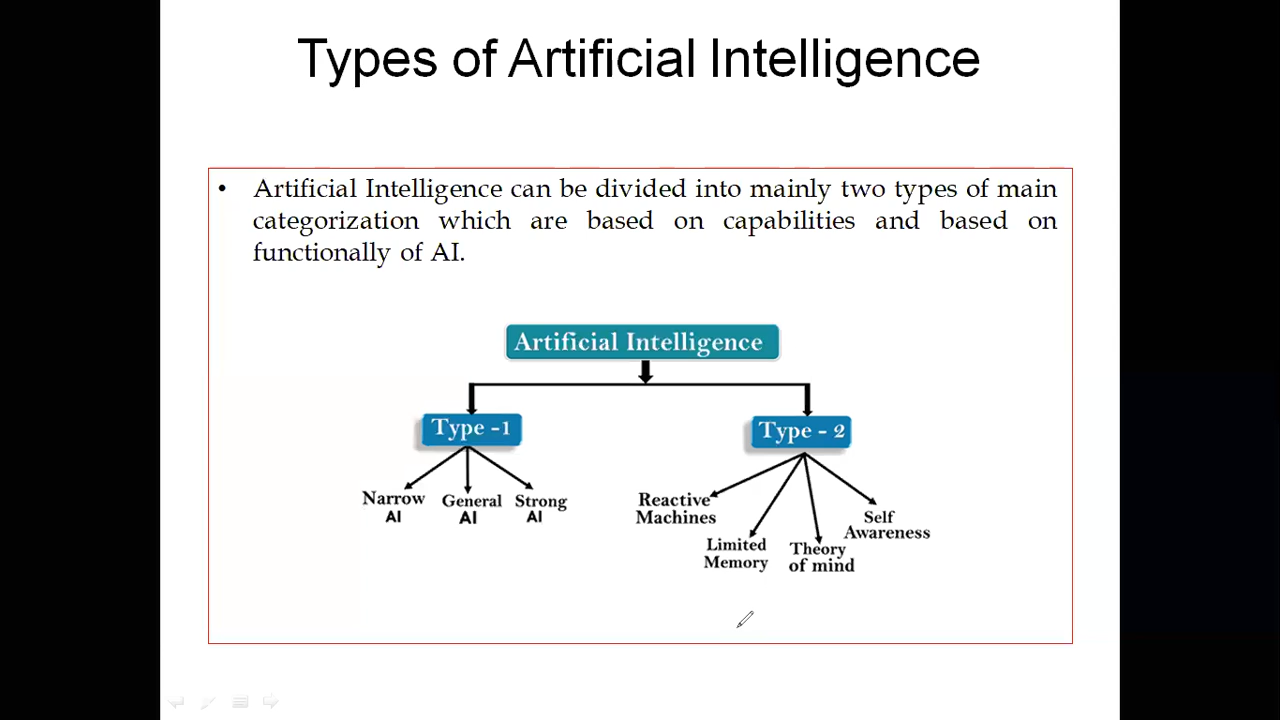 Types of Artificial Intelligence
• Artificial Intelligence can be divided into mainly two types of main
categorization which are based on capabilities and based on
functionally of AI.
Artificial Intelligence
Type -1
Type - 2
Narrow
AI
General
AI
Strong
AI
Reactive
Machines
Limited
Memory
Theory
of mind
Self
Awareness